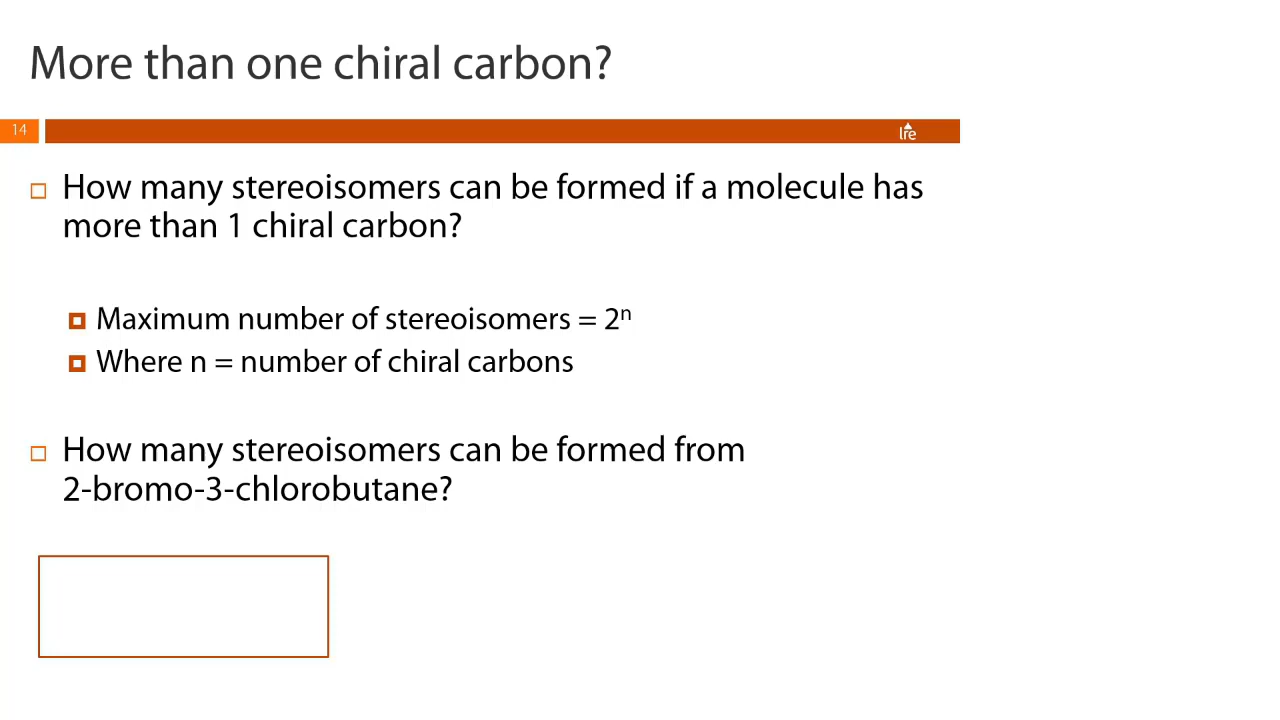 More than one chiral carbon?
14
lre
How many stereoisomers can be formed if a molecule has
more than 1 chiral carbon?
Maximum number of stereoisomers = 2ⁿ
Where n = number of chiral carbons
How many stereoisomers can be formed from
2-bromo-3-chlorobutane?